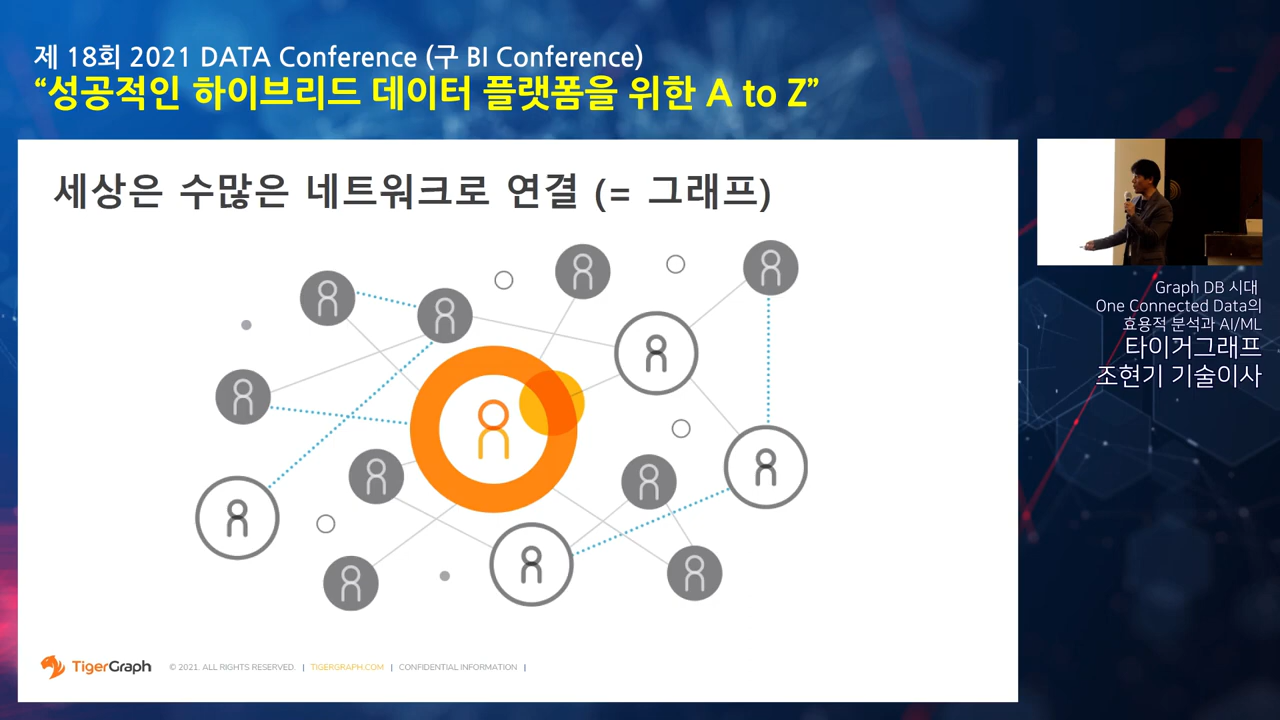 제 18회 2021 DATA Conference (구 BI Conference)
“성공적인 하이브리드 데이터 플랫폼을 위한 A to Z”
세상은 수많은 네트워크로 연결 (= 그래프)
Graph DB 시대
One Connected Data의
효용적 분석과 AI/ML
타이거그래프
조현기 기술이사
TigerGraph © 2021. ALL RIGHTS RESERVED. | TIGERGRAPH.COM | CONFIDENTIAL INFORMATION |